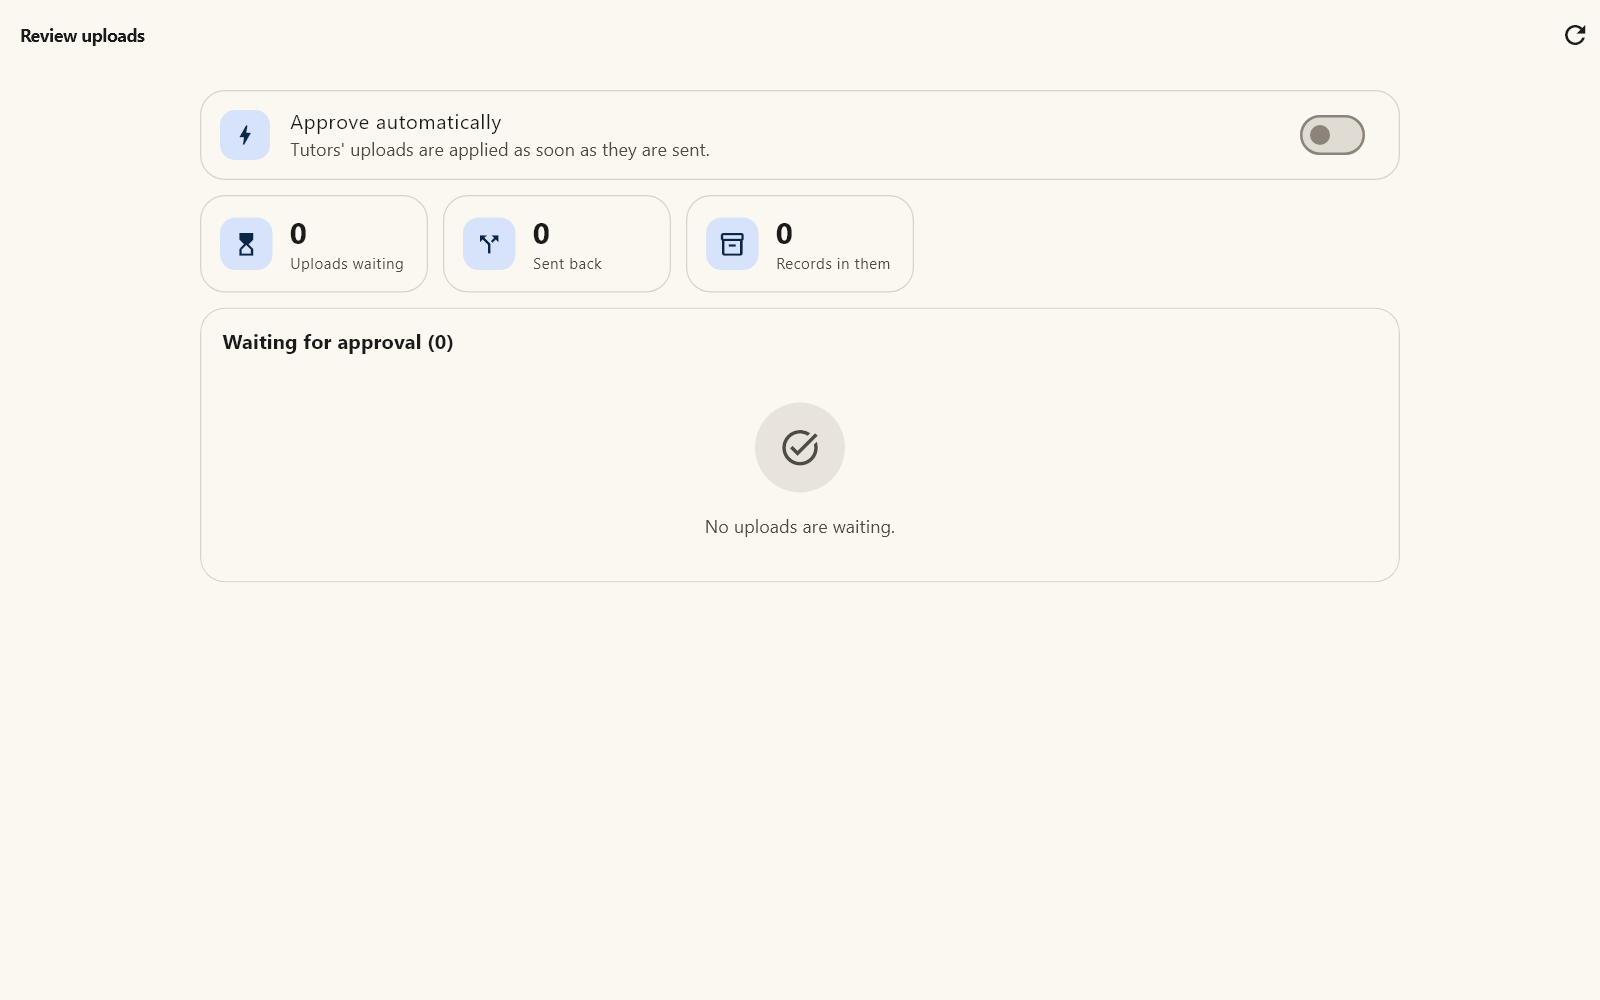 Review uploads
Approve automatically
Tutors' uploads are applied as soon as they are sent.
0
Uploads waiting
0
Sent back
0
Records in them
Waiting for approval (0)
No uploads are waiting.